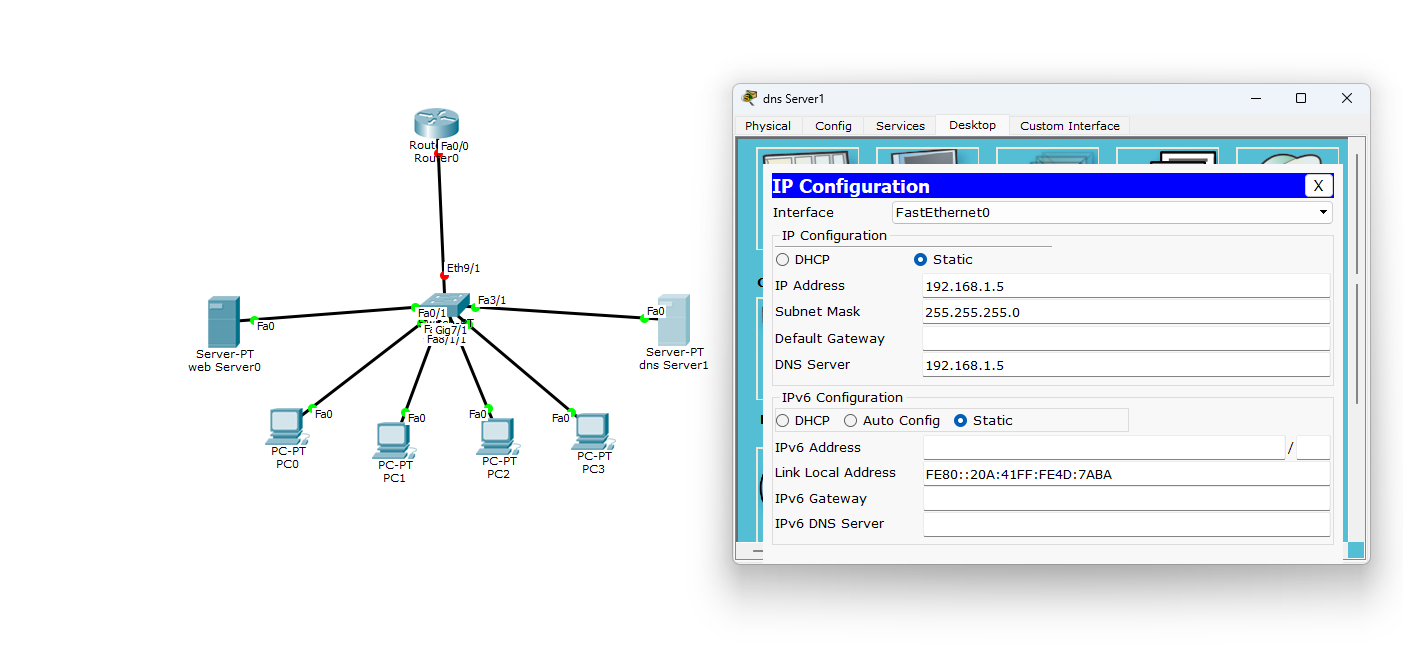 Fa0/0
Router0
Eth9/1
Fa3/1
Fa0/1
Gig7/1
Fa8/1/1
Fa0
Server-PT
web Server0
Fa0
Server-PT
dns Server1
Fa0
PC-PT
PC0
Fa0
PC-PT
PC1
Fa0
PC-PT
PC2
Fa0
PC-PT
PC3
dns Server1
Physical Config Services Desktop Custom Interface
IP Configuration X
Interface FastEthernet0
IP Configuration
DHCP Static
IP Address 192.168.1.5
Subnet Mask 255.255.255.0
Default Gateway
DNS Server 192.168.1.5
IPv6 Configuration
DHCP Auto Config Static
IPv6 Address /
Link Local Address FE80::20A:41FF:FE4D:7ABA
IPv6 Gateway
IPv6 DNS Server